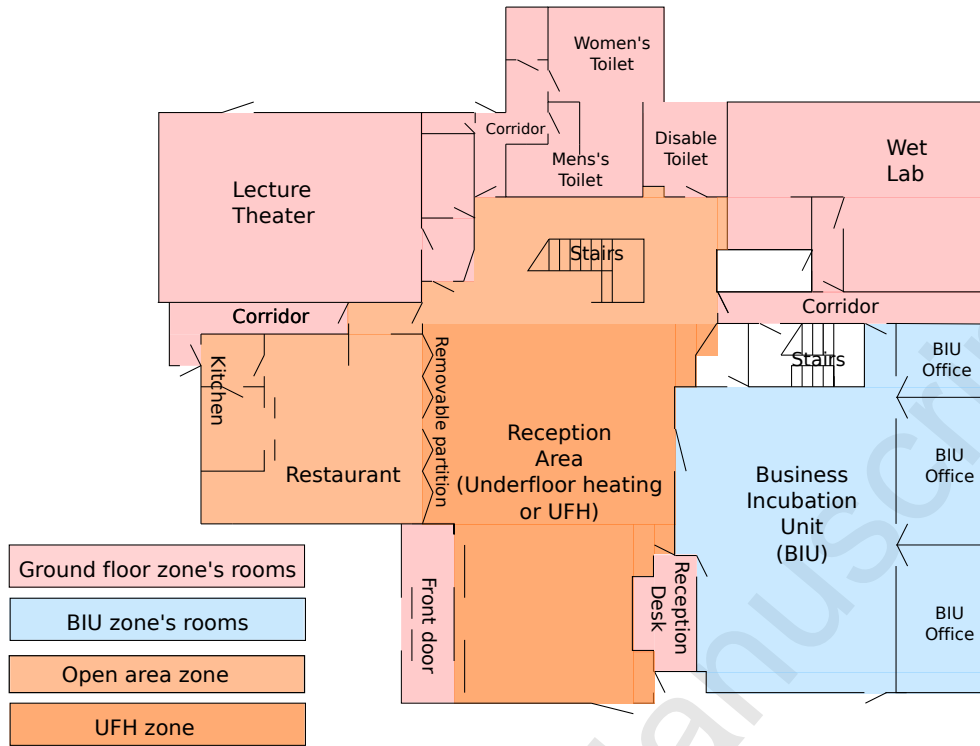 Women's
Toilet
Corridor
Mens's
Toilet
Disable
Toilet
Wet
Lab
Lecture
Theater
Stairs
Corridor
Corridor
Kitchen
Removable partition
Stairs
BIU
Office
Restaurant
Reception
Area
(Underfloor heating
or UFH)
Business
Incubation
Unit
(BIU)
BIU
Office
Front door
Reception
Desk
BIU
Office
Ground floor zone's rooms
BIU zone's rooms
Open area zone
UFH zone